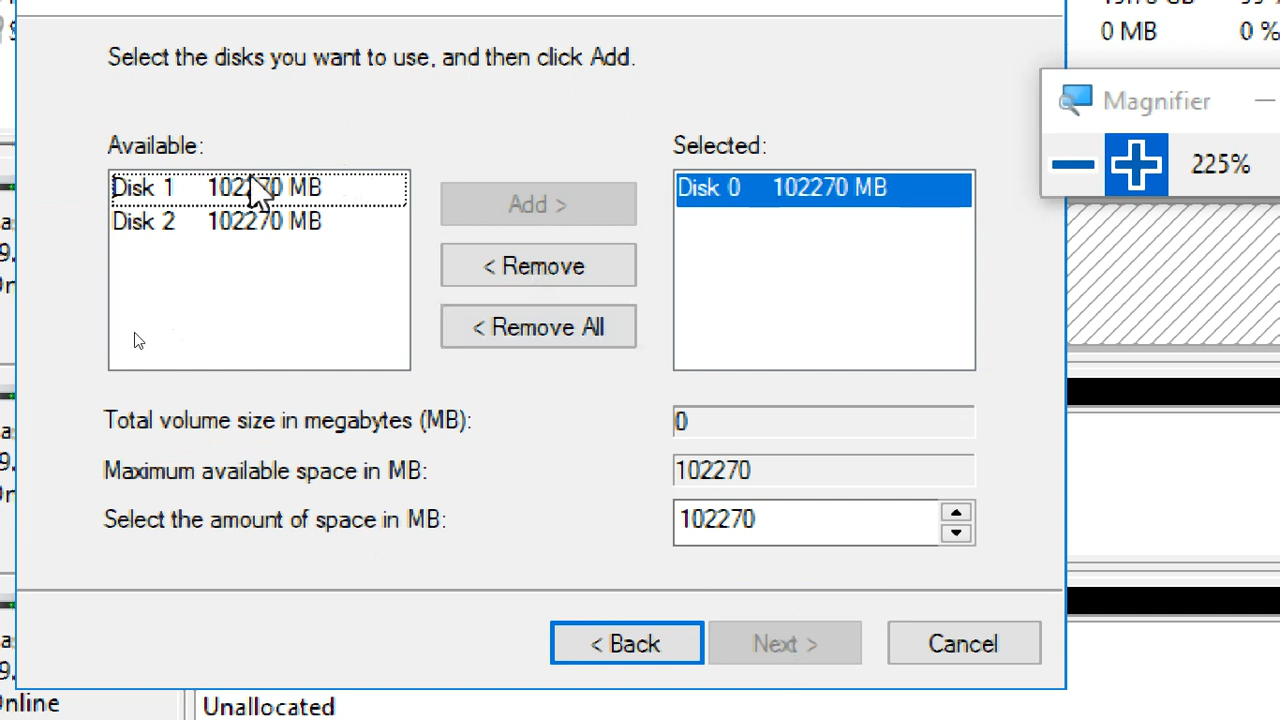 0 MB 0 %
Select the disks you want to use, and then click Add.
Magnifier
225%
Available:
Selected:
Disk 1 102270 MB
Disk 2 102270 MB
Add >
< Remove
< Remove All
Disk 0 102270 MB
Total volume size in megabytes (MB):
0
Maximum available space in MB:
102270
Select the amount of space in MB:
102270
< Back
Next >
Cancel
nline
Unallocated